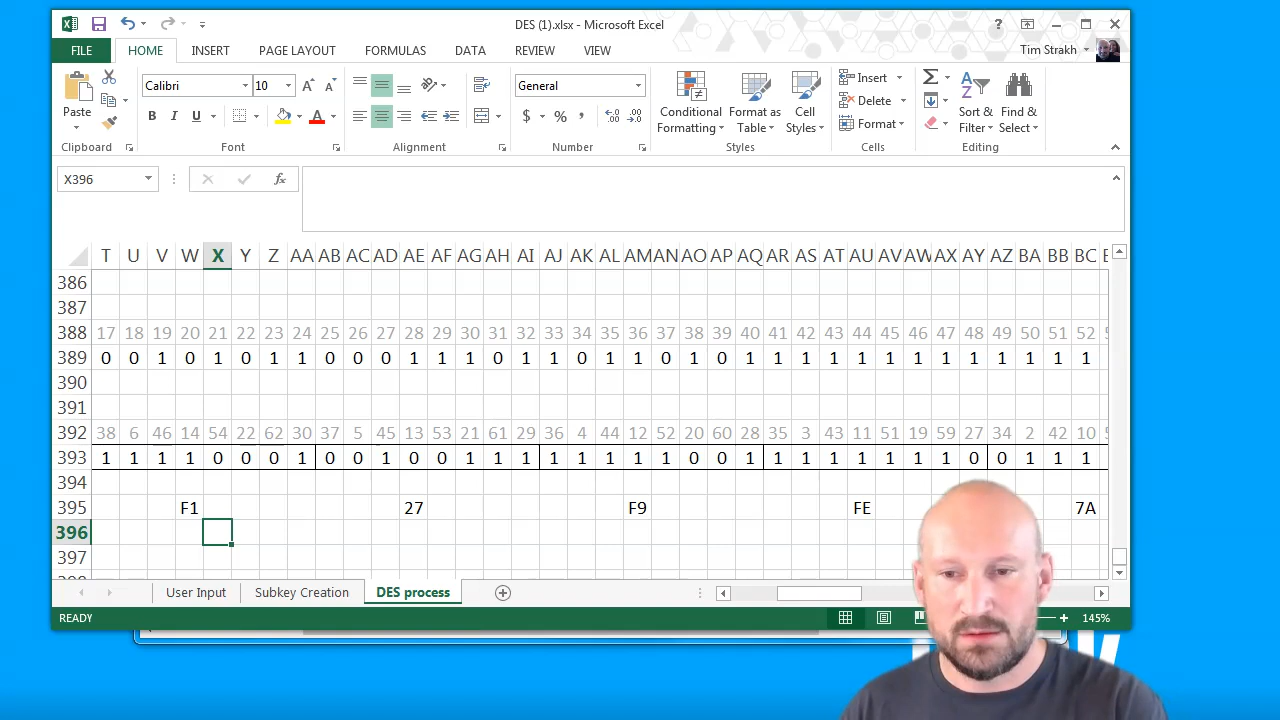 DES (1).xlsx - Microsoft Excel
FILE HOME INSERT PAGE LAYOUT FORMULAS DATA REVIEW VIEW Tim Strakh
Calibri 10 General
Paste
Conditional Formatting
Format as Table
Cell Styles
Insert
Delete
Format
Sort & Filter
Find & Select
Clipboard Font Alignment Number Styles Cells Editing
X396
T U V W X Y Z AA AB AC AD AE AF AG AH AI AJ AK AL AM AN AO AP AQ AR AS AT AU AV AW AX AY AZ BA BB BC
386
387
388 17 18 19 20 21 22 23 24 25 26 27 28 29 30 31 32 33 34 35 36 37 38 39 40 41 42 43 44 45 46 47 48 49 50 51 52
389 0 0 1 0 1 0 1 1 0 0 0 1 1 1 0 1 1 0 1 1 0 1 0 1 1 1 1 1 1 1 1 1 1 1 1 1
390
391
392 38 6 46 14 54 22 62 30 37 5 45 13 53 21 61 29 36 4 44 12 52 20 60 28 35 3 43 11 51 19 59 27 34 2 42 10
393 1 1 1 1 0 0 0 1 0 0 1 0 0 1 1 1 1 1 1 1 1 0 0 1 1 1 1 1 1 1 1 0 0 1 1 1
394
395 F1 27 F9 FE 7A
396
397
User Input Subkey Creation DES process
READY 145%